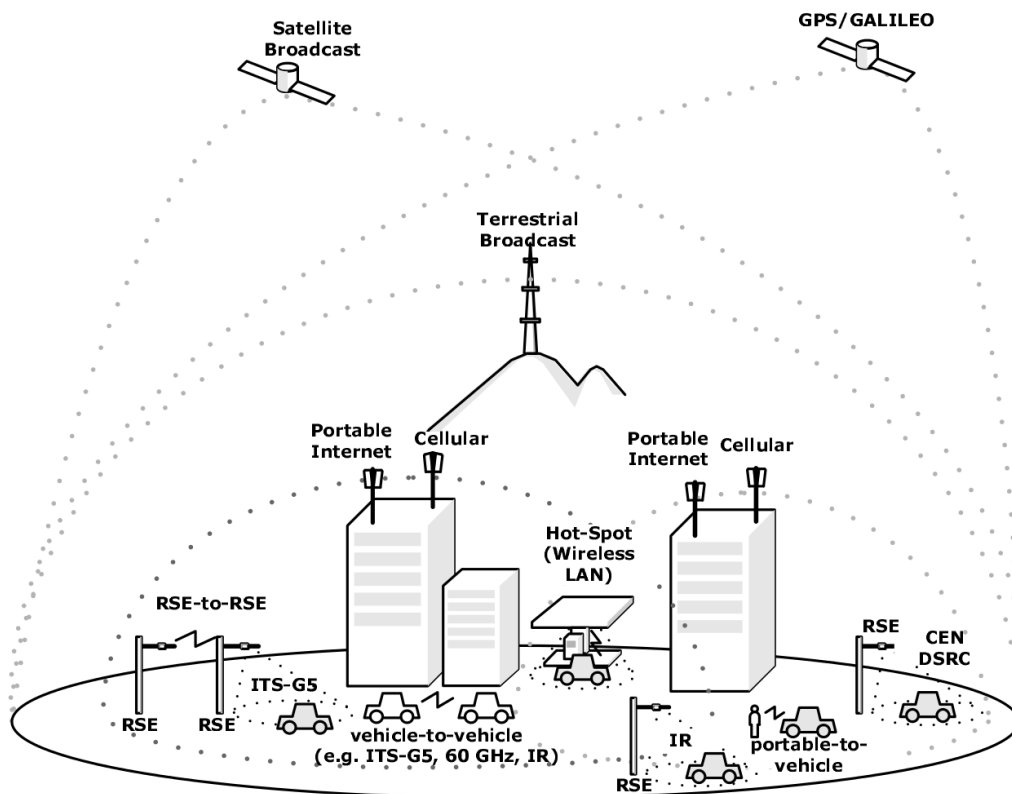 Satellite
Broadcast
GPS/GALILEO
Terrestrial
Broadcast
Portable
Internet
Cellular
Portable
Internet
Cellular
Hot-Spot
(Wireless
LAN)
RSE-to-RSE
RSE
CEN
DSRC
ITS-G5
RSE
RSE
vehicle-to-vehicle
(e.g. ITS-G5, 60 GHz, IR)
IR
RSE
portable-to-
vehicle